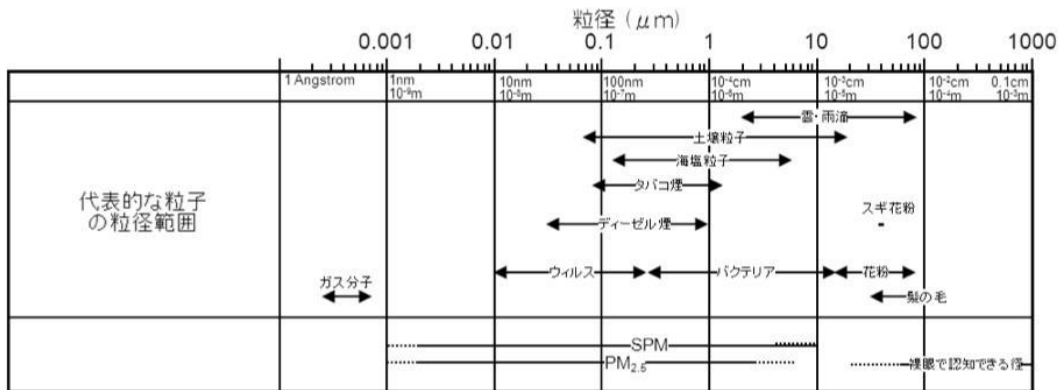 粒径 (μm)
0.001 0.01 0.1 1 10 100 1000
1 Angstrom 1nm 10nm 100nm 10⁻⁴cm 10⁻³cm 10⁻²cm 0.1cm
10⁻⁹m 10⁻⁸m 10⁻⁷m 10⁻⁶m 10⁻⁵m 10⁻⁴m 10⁻³m
雲・雨滴
土壌粒子
海塩粒子
タバコ煙
代表的な粒子
の粒径範囲
スギ花粉
ディーゼル煙
ウィルス バクテリア 花粉
ガス分子
髪の毛
SPM
PM₂.₅
裸眼で認知できる径